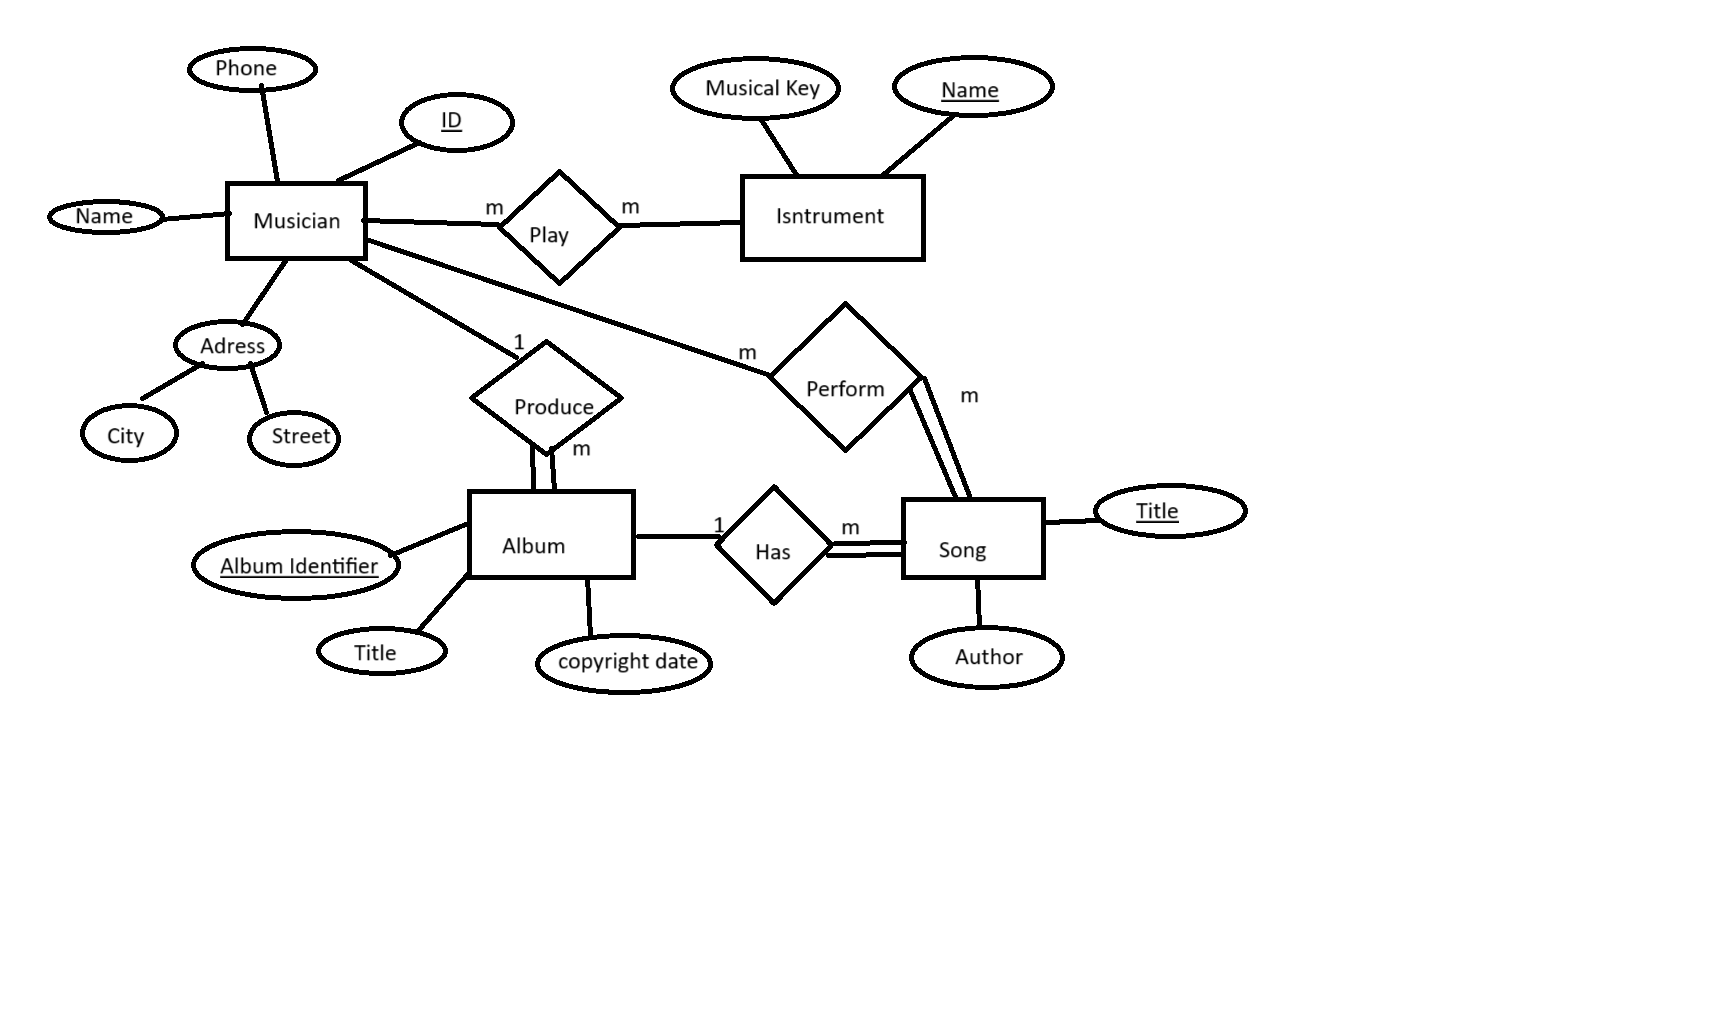 Phone
ID
Musical Key
Name
Name
Musician
m
Play
m
Isntrument
Adress
City
Street
1
Produce
m
m
Perform
m
Album
1
Has
m
Song
Title
Album Identifier
Title
copyright date
Author